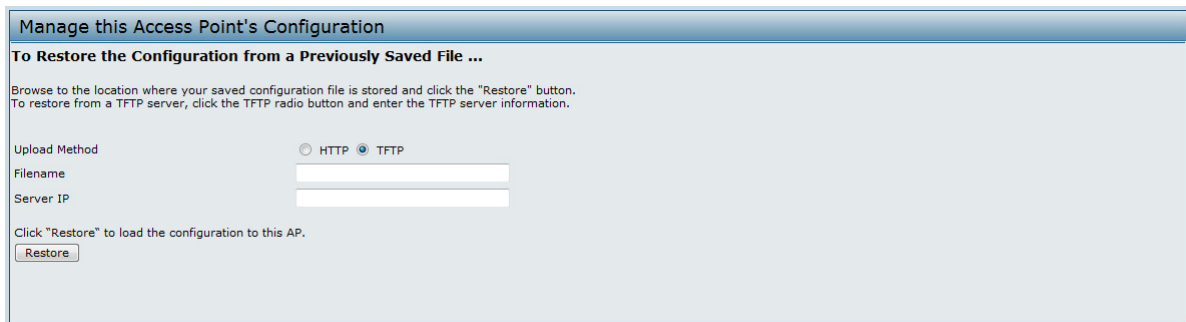 Manage this Access Point's Configuration
To Restore the Configuration from a Previously Saved File ...
Browse to the location where your saved configuration file is stored and click the "Restore" button.
To restore from a TFTP server, click the TFTP radio button and enter the TFTP server information.
Upload Method HTTP TFTP
Filename
Server IP
Click "Restore" to load the configuration to this AP.
Restore